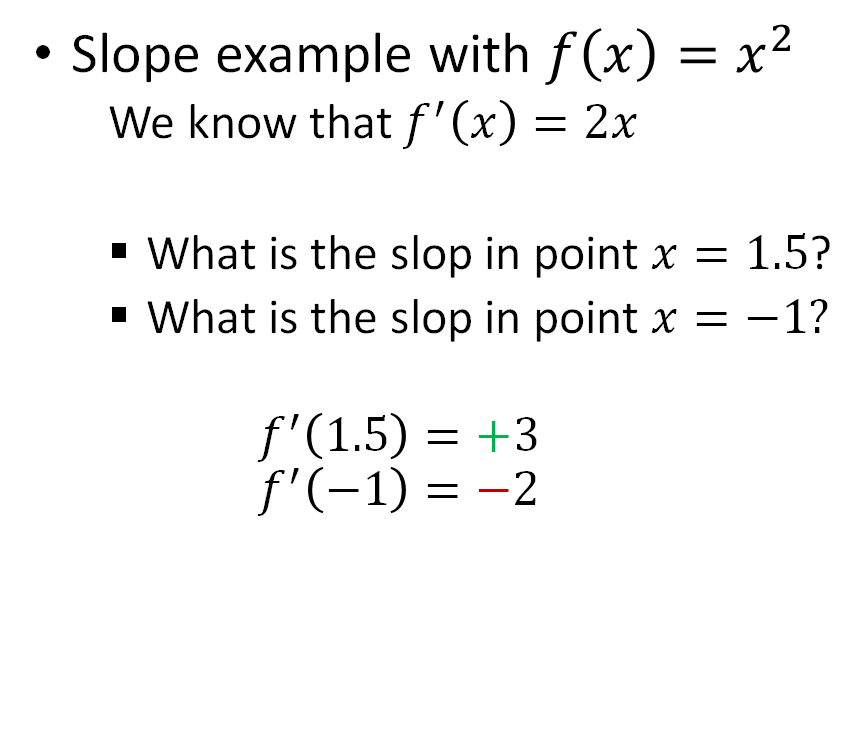 • Slope example with f(x) = x²
We know that f′(x) = 2x
▪ What is the slop in point x = 1.5?
▪ What is the slop in point x = −1?
f′(1.5) = +3
f′(−1) = −2